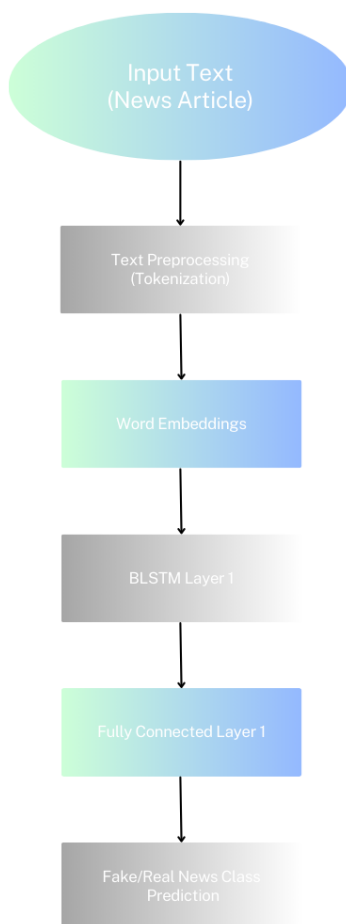 Input Text
(News Article)
Text Preprocessing
(Tokenization)
Word Embeddings
BLSTM Layer 1
Fully Connected Layer 1
Fake/Real News Class
Prediction